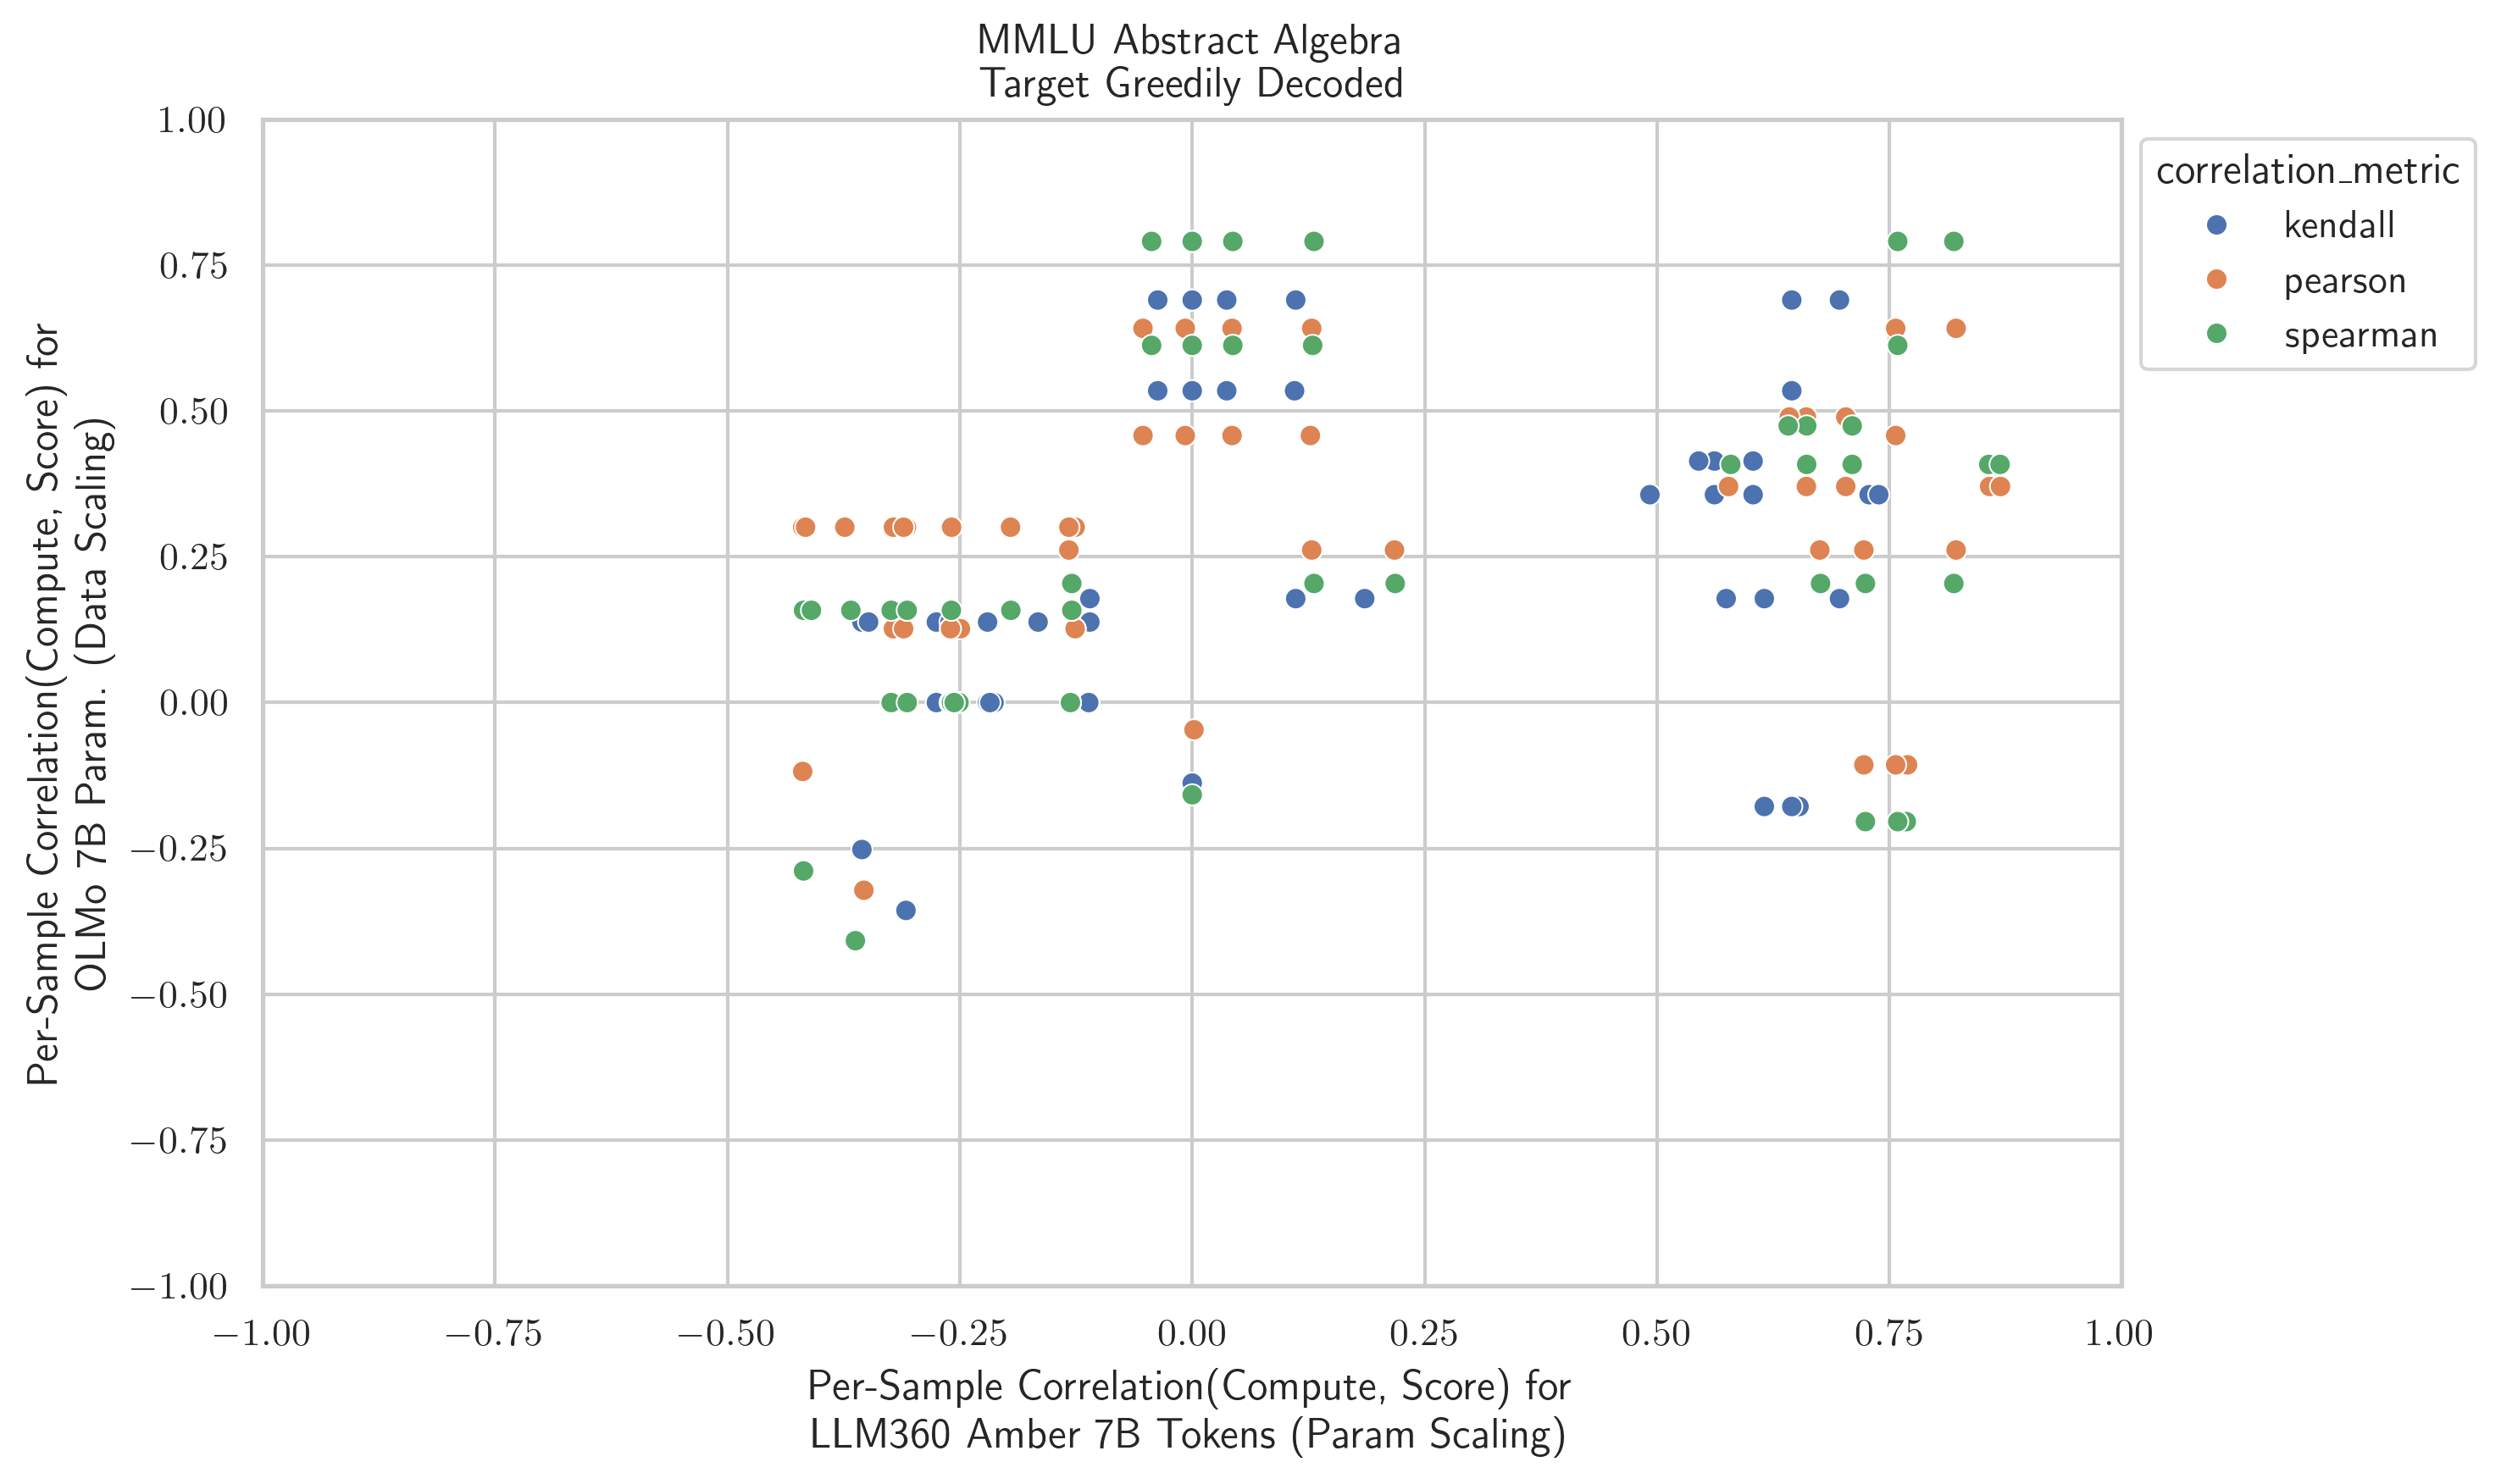 MMLU Abstract Algebra
Target Greedily Decoded
1.00
0.75
0.50
0.25
0.00
−0.25
−0.50
−0.75
−1.00
Per-Sample Correlation(Compute, Score) for
OLMo 7B Param. (Data Scaling)
correlation_metric
kendall
pearson
spearman
−1.00
−0.75
−0.50
−0.25
0.00
0.25
0.50
0.75
1.00
Per-Sample Correlation(Compute, Score) for
LLM360 Amber 7B Tokens (Param Scaling)